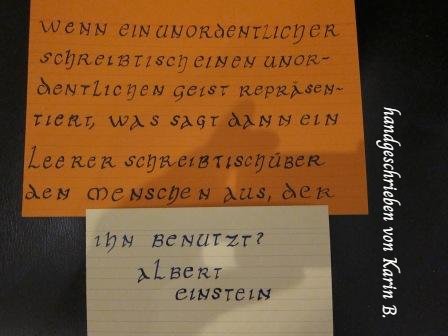 Wenn ein unordentlicher
Schreibtisch einen unor-
dentlichen Geist repräsen-
tiert, was sagt dann ein
leerer Schreibtisch über
den Menschen aus, der
ihn benutzt?
Albert
Einstein
handgeschrieben von Karin B.